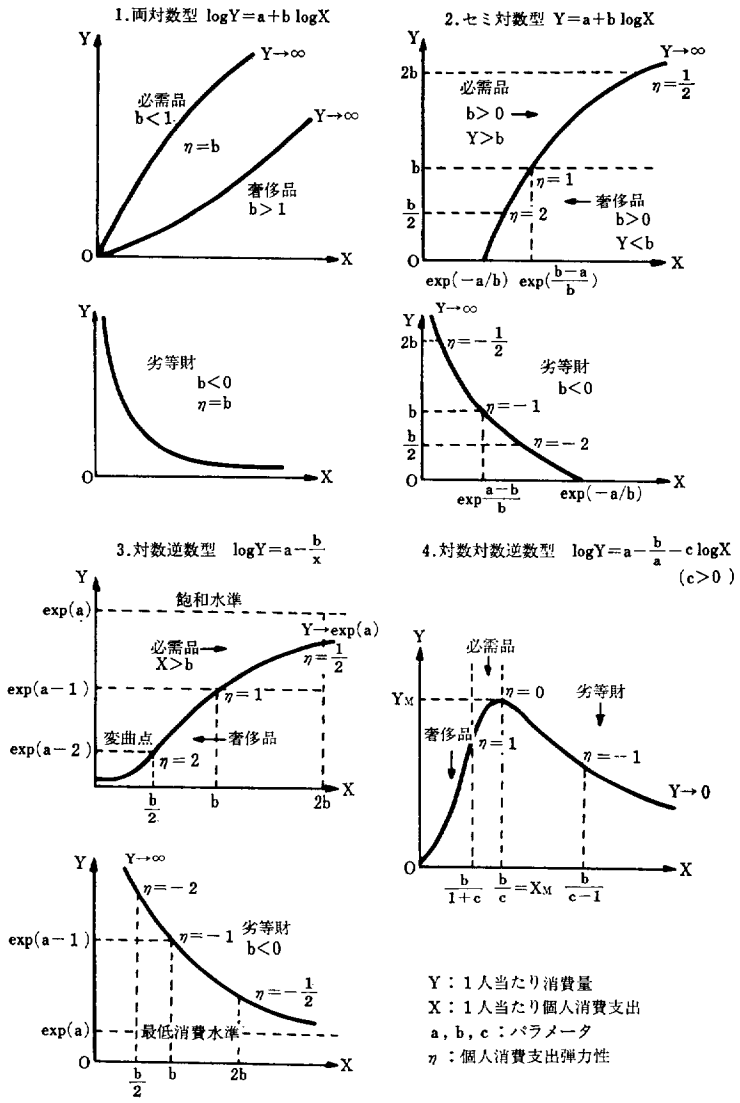 1.両対数型 logY=a+b logX
Y
Y→∞
必需品
b<1
η=b
Y→∞
奢侈品
b>1
O
X
2.セミ対数型 Y=a+b logX
Y
Y→∞
2b
η=1/2
必需品
b>0 →
Y>b
b
η=1
← 奢侈品
b/2
η=2
b>0
Y<b
O
X
exp(−a/b) exp((b−a)/b)
Y
劣等財
b<0
η=b
O
X
Y
Y→∞
2b
η=−1/2
劣等財
b<0
b
η=−1
b/2
η=−2
O
X
exp (a−b)/b
exp(−a/b)
3.対数逆数型 logY=a−b/x
Y
exp(a)
飽和水準
Y→exp(a)
必需品→
X>b
η=1/2
exp(a−1)
η=1
exp(a−2)
変曲点
←奢侈品
η=2
O
b/2
b
2b
X
4.対数対数逆数型 logY=a−b/a−c logX
(c>0)
Y
必需品
↓
YM
η=0
劣等財
↓
奢侈品
↓
η=1
η=−1
Y→0
O
X
b/(1+c)
b/c=XM
b/(c−1)
Y
Y→∞
η=−2
exp(a−1)
η=−1
劣等財
b<0
η=−1/2
exp(a)
最低消費水準
O
b/2
b
2b
X
Y：1人当たり消費量
X：1人当たり個人消費支出
a, b, c：パラメータ
η：個人消費支出弾力性